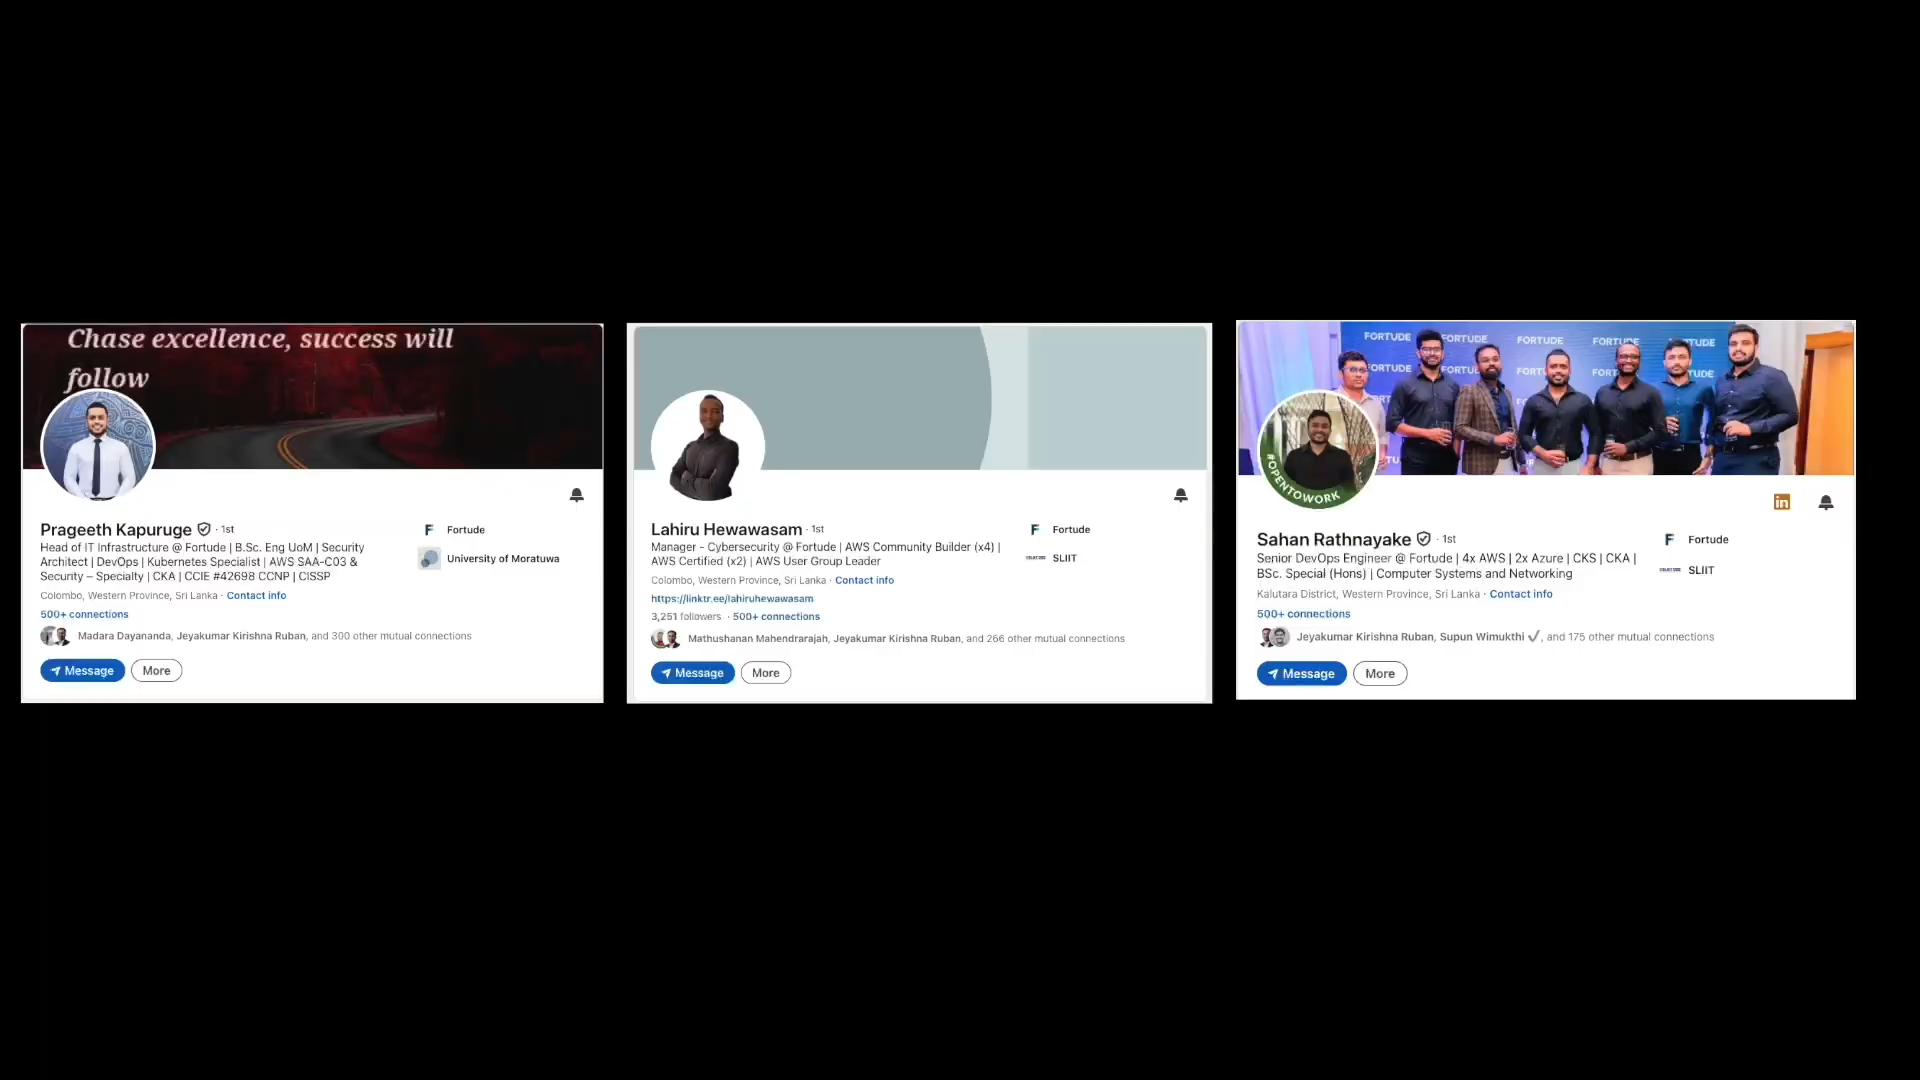 Chase excellence, success will
follow
Prageeth Kapuruge · 1st
Head of IT Infrastructure @ Fortude | B.Sc. Eng UoM | Security
Architect | DevOps | Kubernetes Specialist | AWS SAA-C03 &
Security – Specialty | CKA | CCIE #42698 CCNP | CISSP
Colombo, Western Province, Sri Lanka · Contact info
500+ connections
Madara Dayananda, Jeyakumar Kirishna Ruban, and 300 other mutual connections
Message
More
Fortude
University of Moratuwa
Lahiru Hewawasam · 1st
Manager - Cybersecurity @ Fortude | AWS Community Builder (x4) |
AWS Certified (x2) | AWS User Group Leader
Colombo, Western Province, Sri Lanka · Contact info
https://linktr.ee/lahiruhewawasam
3,251 followers · 500+ connections
Mathushanan Mahendrarajah, Jeyakumar Kirishna Ruban, and 266 other mutual connections
Message
More
Fortude
SLIIT
FORTUDE FORTUDE FORTUDE FORTUDE
FORTUDE
#OPENTOWORK
in
Sahan Rathnayake · 1st
Senior DevOps Engineer @ Fortude | 4x AWS | 2x Azure | CKS | CKA |
BSc. Special (Hons) | Computer Systems and Networking
Kalutara District, Western Province, Sri Lanka · Contact info
500+ connections
Jeyakumar Kirishna Ruban, Supun Wimukthi ✓, and 175 other mutual connections
Message
More
Fortude
SLIIT